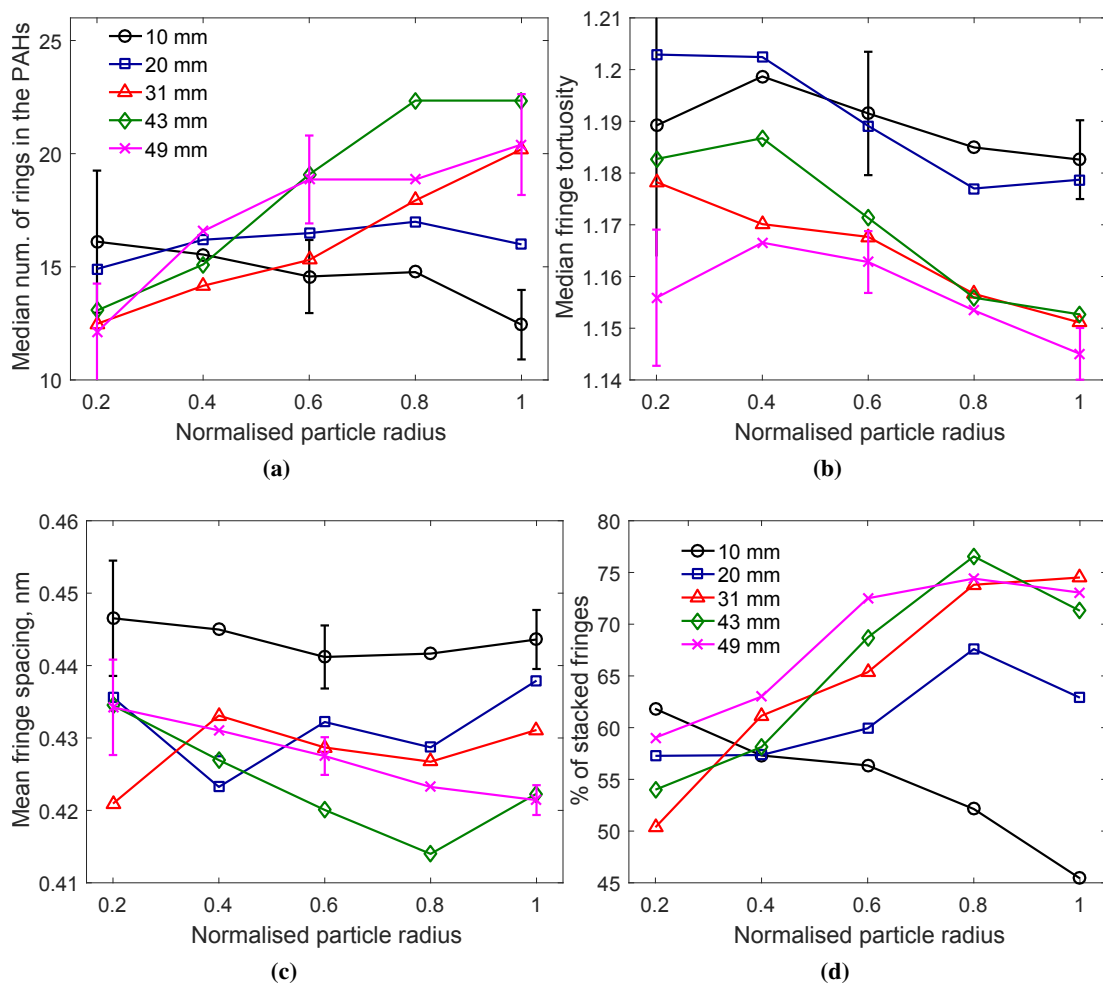 Median num. of rings in the PAHs
25
20
15
10
10 mm
20 mm
31 mm
43 mm
49 mm
0.2 0.4 0.6 0.8 1
Normalised particle radius
(a)
Median fringe tortuosity
1.21
1.2
1.19
1.18
1.17
1.16
1.15
1.14
0.2 0.4 0.6 0.8 1
Normalised particle radius
(b)
Mean fringe spacing, nm
0.46
0.45
0.44
0.43
0.42
0.41
0.2 0.4 0.6 0.8 1
Normalised particle radius
(c)
% of stacked fringes
80
75
70
65
60
55
50
45
10 mm
20 mm
31 mm
43 mm
49 mm
0.2 0.4 0.6 0.8 1
Normalised particle radius
(d)